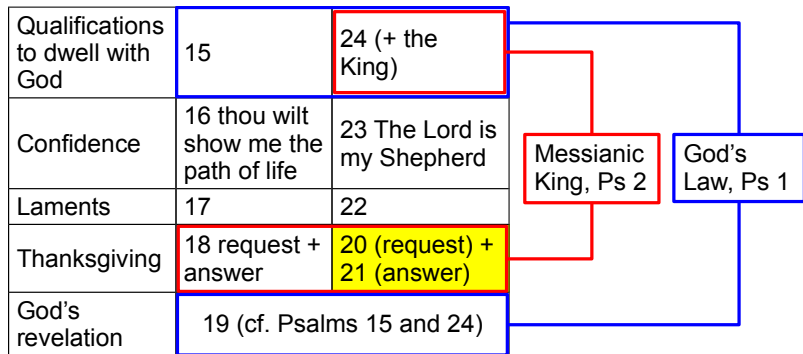 Qualifications
to dwell with
God
15
24 (+ the
King)
Confidence
16 thou wilt
show me the
path of life
23 The Lord is
my Shepherd
Laments
17
22
Thanksgiving
18 request +
answer
20 (request) +
21 (answer)
God's
revelation
19 (cf. Psalms 15 and 24)
Messianic
King, Ps 2
God's
Law, Ps 1